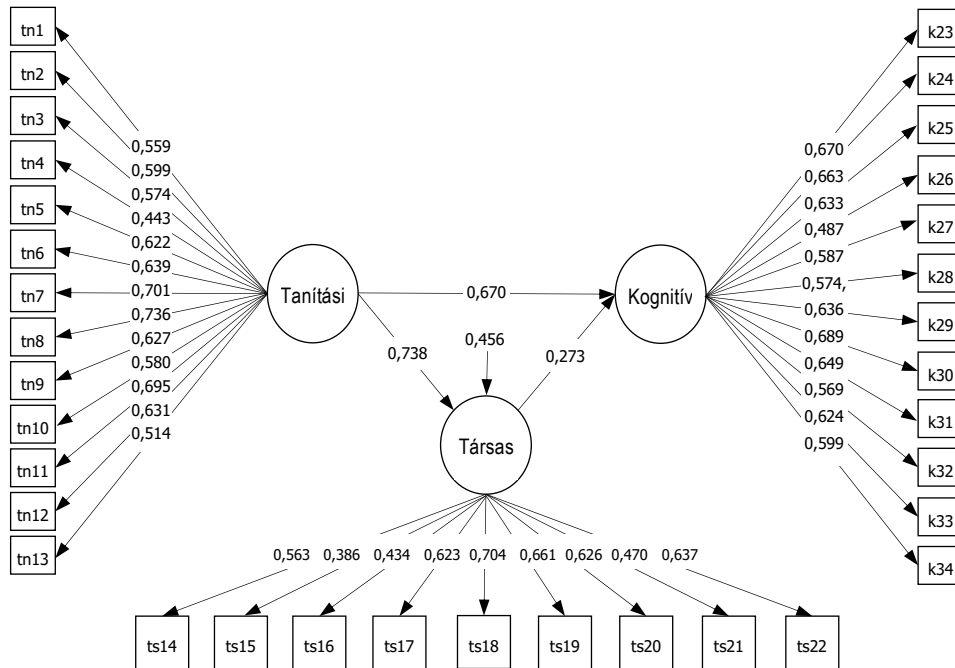 tn1
tn2
tn3
tn4
tn5
tn6
tn7
tn8
tn9
tn10
tn11
tn12
tn13
0,559
0,599
0,574
0,443
0,622
0,639
0,701
0,736
0,627
0,580
0,695
0,631
0,514
Tanítási
0,670
0,738
0,456
0,273
Kognitív
Társas
0,670
0,663
0,633
0,487
0,587
0,574,
0,636
0,689
0,649
0,569
0,624
0,599
k23
k24
k25
k26
k27
k28
k29
k30
k31
k32
k33
k34
0,563 0,386 0,434 0,623 0,704 0,661 0,626 0,470 0,637
ts14 ts15 ts16 ts17 ts18 ts19 ts20 ts21 ts22